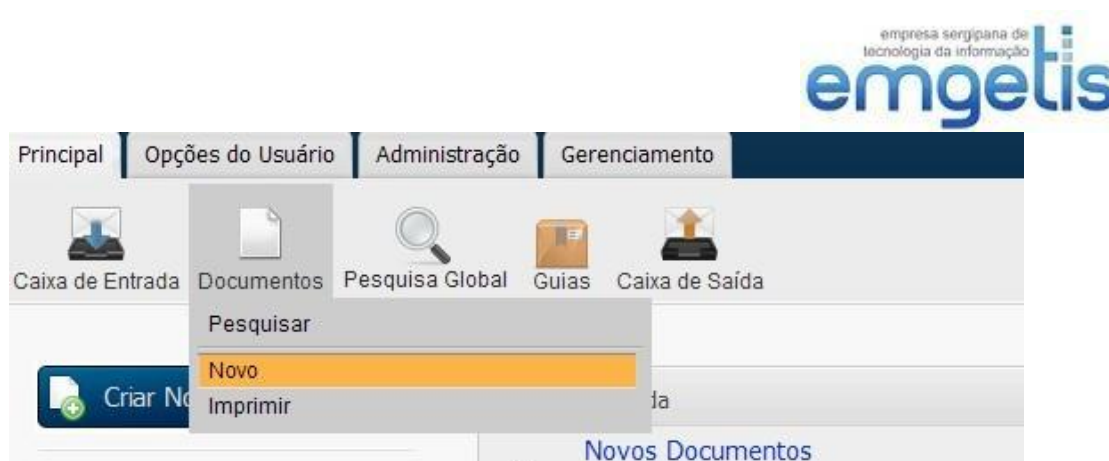 empresa sergipana de
tecnologia da informação
emgetis
Principal Opções do Usuário Administração Gerenciamento
Caixa de Entrada Documentos Pesquisa Global Guias Caixa de Saída
Pesquisar
Novo
Criar
Imprimir
Novos Documentos